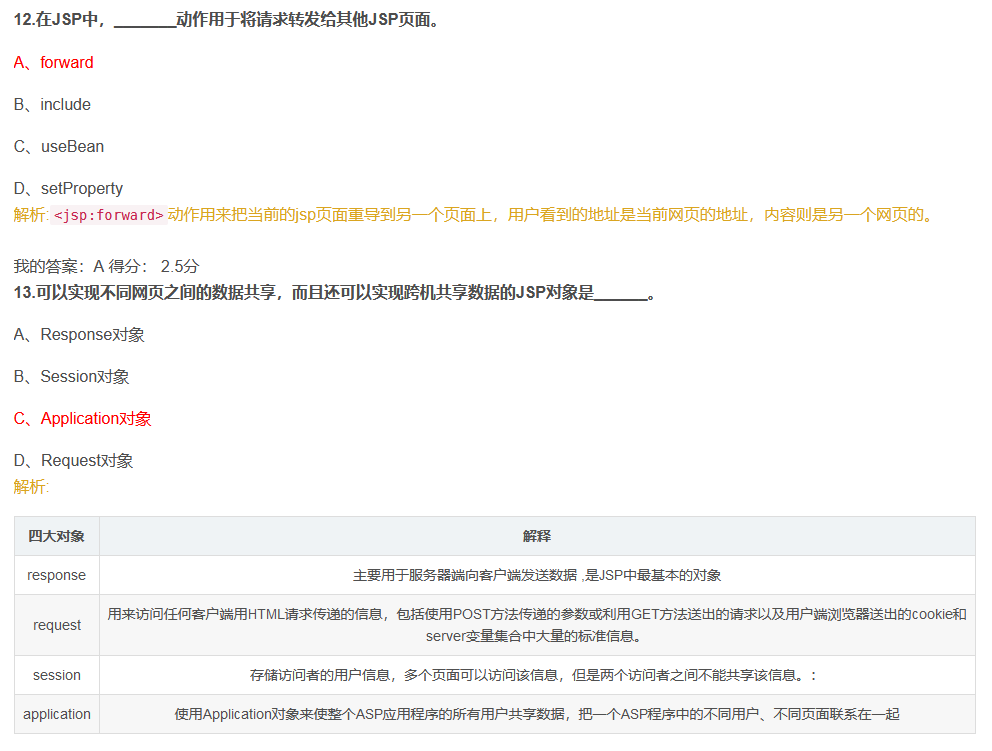 12.在JSP中，________动作用于将请求转发给其他JSP页面。
A、forward
B、include
C、useBean
D、setProperty
解析:<jsp:forward>动作用来把当前的jsp页面重导到另一个页面上，用户看到的地址是当前网页的地址，内容则是另一个网页的。
我的答案：A 得分： 2.5分
13.可以实现不同网页之间的数据共享，而且还可以实现跨机共享数据的JSP对象是_______。
A、Response对象
B、Session对象
C、Application对象
D、Request对象
解析:
四大对象 解释
response 主要用于服务器端向客户端发送数据 ,是JSP中最基本的对象
request 用来访问任何客户端用HTML请求传递的信息，包括使用POST方法传递的参数或利用GET方法送出的请求以及用户端浏览器送出的cookie和
server变量集合中大量的标准信息。
session 存储访问者的用户信息，多个页面可以访问该信息，但是两个访问者之间不能共享该信息。：
application 使用Application对象来使整个ASP应用程序的所有用户共享数据，把一个ASP程序中的不同用户、不同页面联系在一起